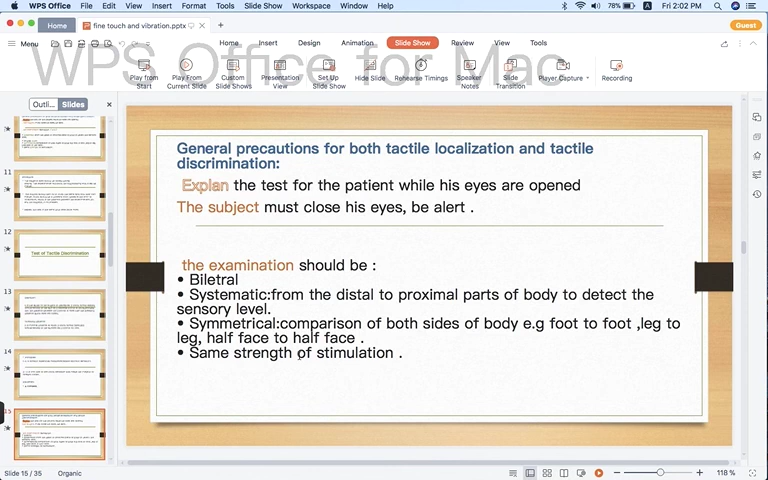 WPS Office File Edit View Insert Format Tools Slide Show Workspace Window Help 78% A Fri 2:02 PM
Home fine touch and vibration.pptx Guest
Menu Home Insert Design Animation Slide Show Review View Tools
WPS Office for Mac
Play from Start Play From Current Slide Custom Slide Shows Presentation View Set Up Slide Show Hide Slide Rehearse Timings Speaker Notes Slide Transition Player Capture Recording
Outli... Slides
11
12
Test of Tactile Discrimination
13
14
15
General precautions for both tactile localization and tactile
discrimination:
Explan the test for the patient while his eyes are opened
The subject must close his eyes, be alert .
the examination should be :
• Biletral
• Systematic:from the distal to proximal parts of body to detect the
sensory level.
• Symmetrical:comparison of both sides of body e.g foot to foot ,leg to
leg, half face to half face .
• Same strength of stimulation .
Slide 15 / 35 Organic 118 %